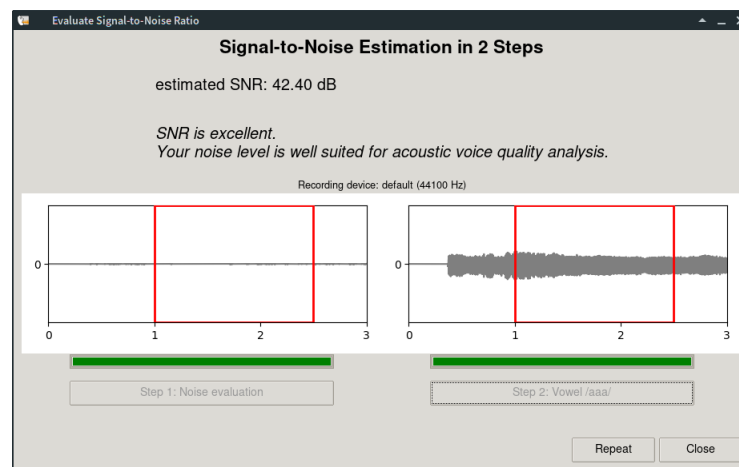 Evaluate Signal-to-Noise Ratio
Signal-to-Noise Estimation in 2 Steps
estimated SNR: 42.40 dB
SNR is excellent.
Your noise level is well suited for acoustic voice quality analysis.
Recording device: default (44100 Hz)
0 0
0 1 2 3 0 1 2 3
Step 1: Noise evaluation Step 2: Vowel /aaa/
Repeat Close